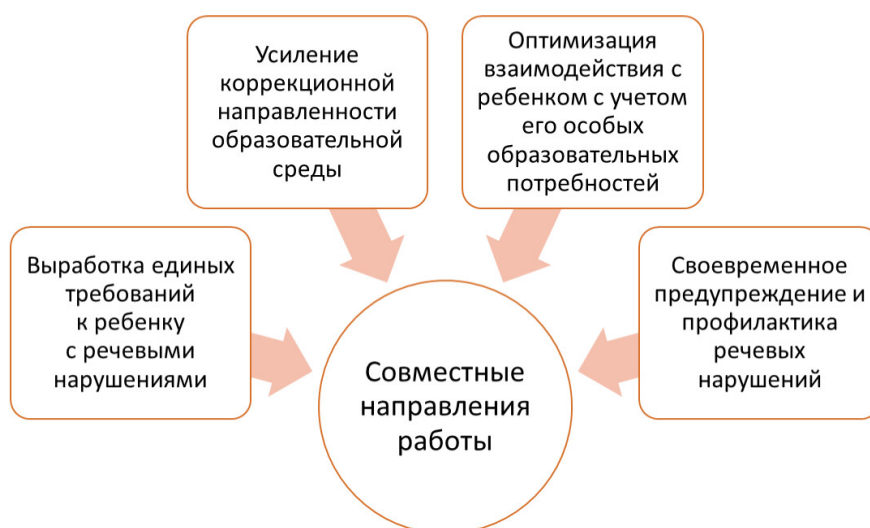 Усиление
коррекционной
направленности
образовательной
среды
Оптимизация
взаимодействия с
ребенком с учетом
его особых
образовательных
потребностей
Выработка единых
требований
к ребенку
с речевыми
нарушениями
Своевременное
предупреждение и
профилактика
речевых
нарушений
Совместные
направления
работы